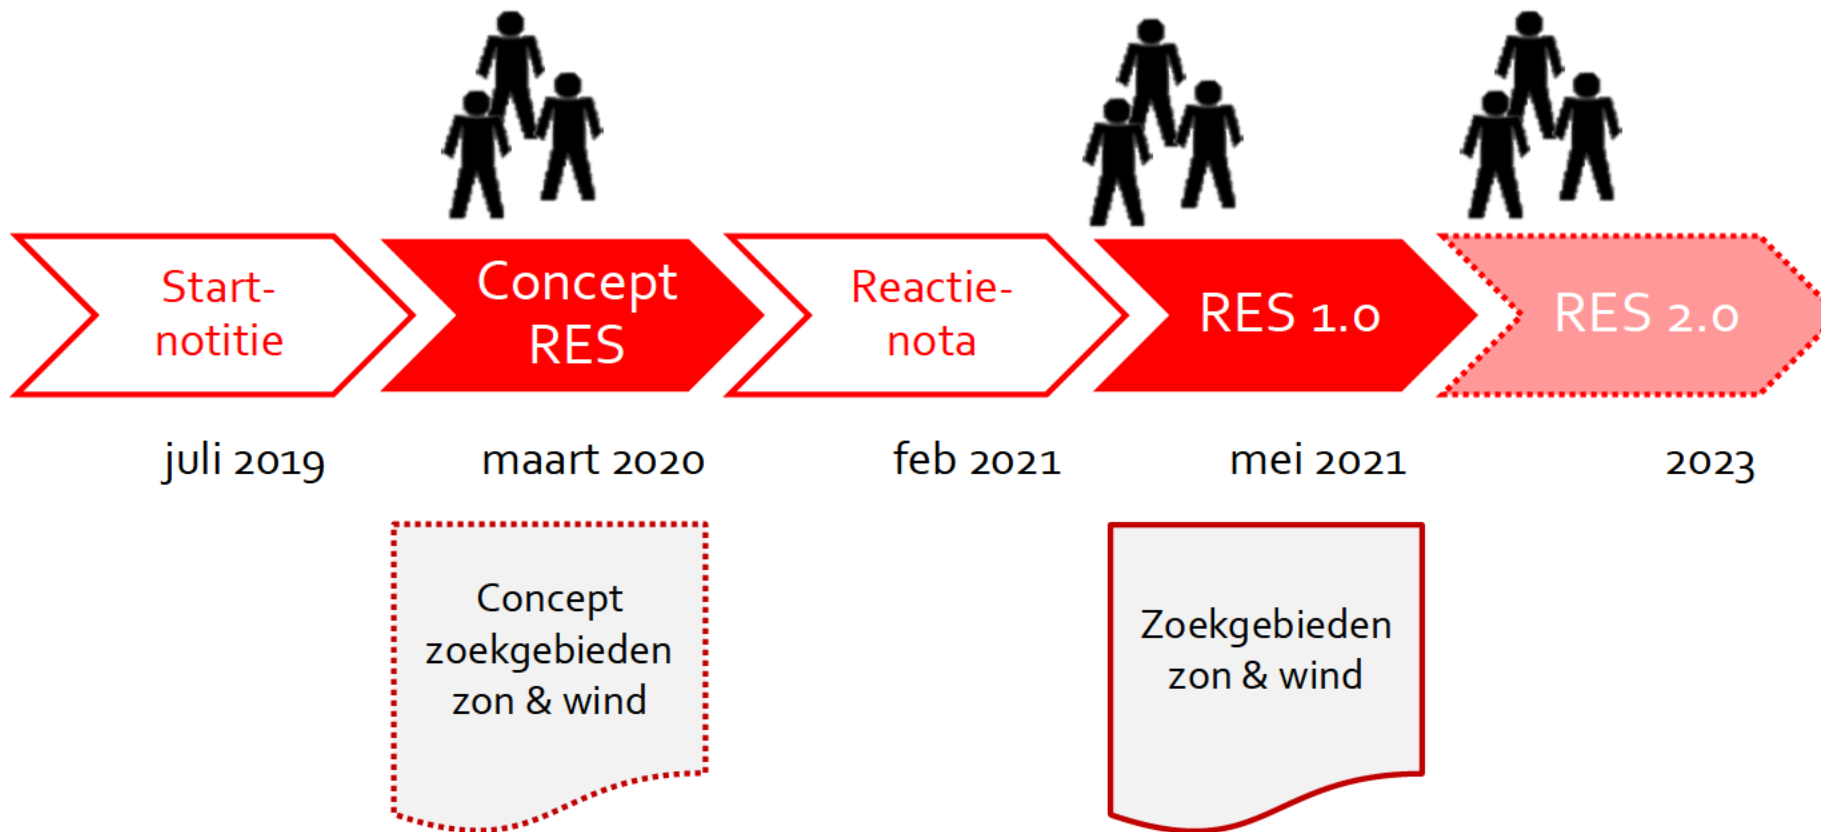 Start-
notitie
Concept
RES
Reactie-
nota
RES 1.0
RES 2.0
juli 2019
maart 2020
feb 2021
mei 2021
2023
Concept
zoekgebieden
zon & wind
Zoekgebieden
zon & wind